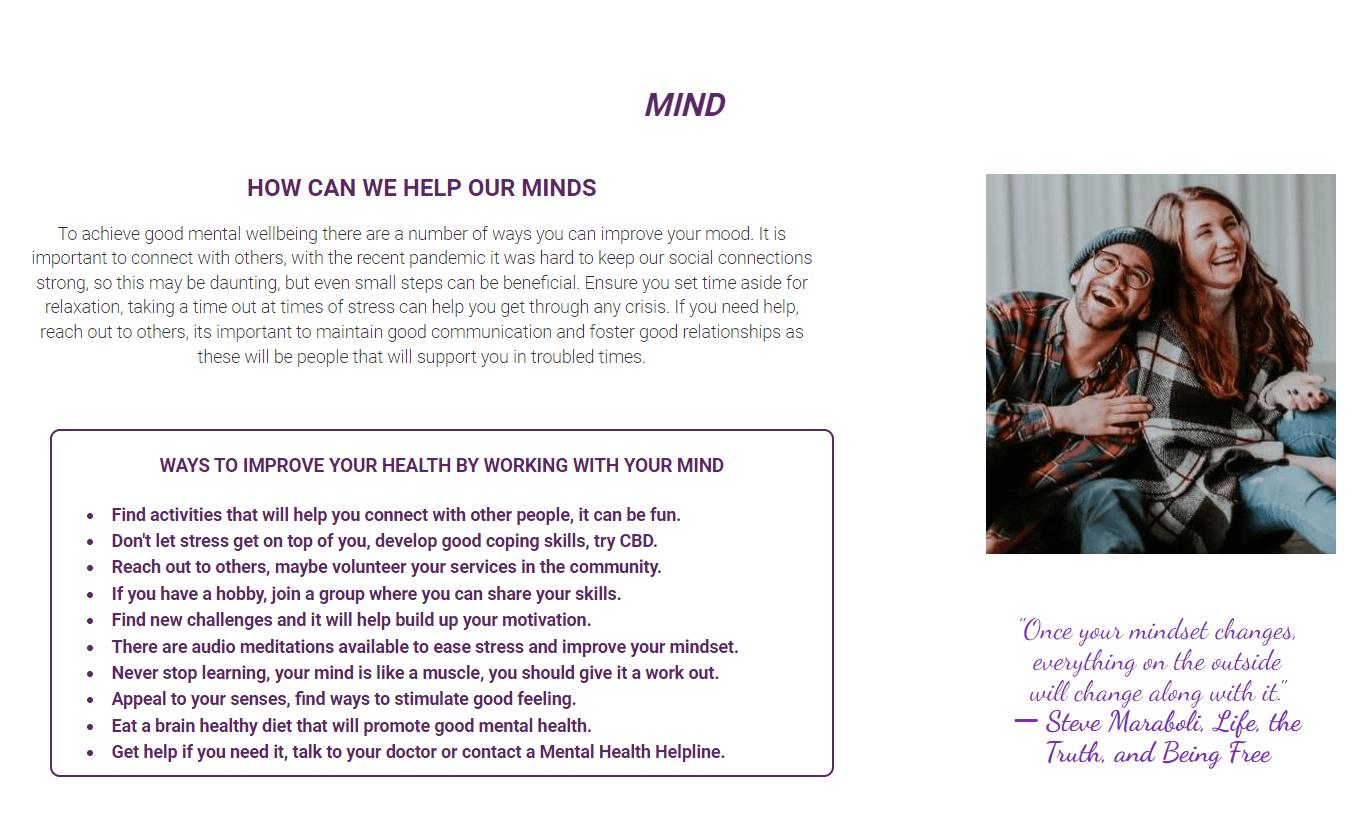 MIND
HOW CAN WE HELP OUR MINDS
To achieve good mental wellbeing there are a number of ways you can improve your mood. It is
important to connect with others, with the recent pandemic it was hard to keep our social connections
strong, so this may be daunting, but even small steps can be beneficial. Ensure you set time aside for
relaxation, taking a time out at times of stress can help you get through any crisis. If you need help,
reach out to others, its important to maintain good communication and foster good relationships as
these will be people that will support you in troubled times.
WAYS TO IMPROVE YOUR HEALTH BY WORKING WITH YOUR MIND
• Find activities that will help you connect with other people, it can be fun.
• Don't let stress get on top of you, develop good coping skills, try CBD.
• Reach out to others, maybe volunteer your services in the community.
• If you have a hobby, join a group where you can share your skills.
• Find new challenges and it will help build up your motivation.
• There are audio meditations available to ease stress and improve your mindset.
• Never stop learning, your mind is like a muscle, you should give it a work out.
• Appeal to your senses, find ways to stimulate good feeling.
• Eat a brain healthy diet that will promote good mental health.
• Get help if you need it, talk to your doctor or contact a Mental Health Helpline.
"Once your mindset changes,
everything on the outside
will change along with it."
― Steve Maraboli, Life, the
Truth, and Being Free